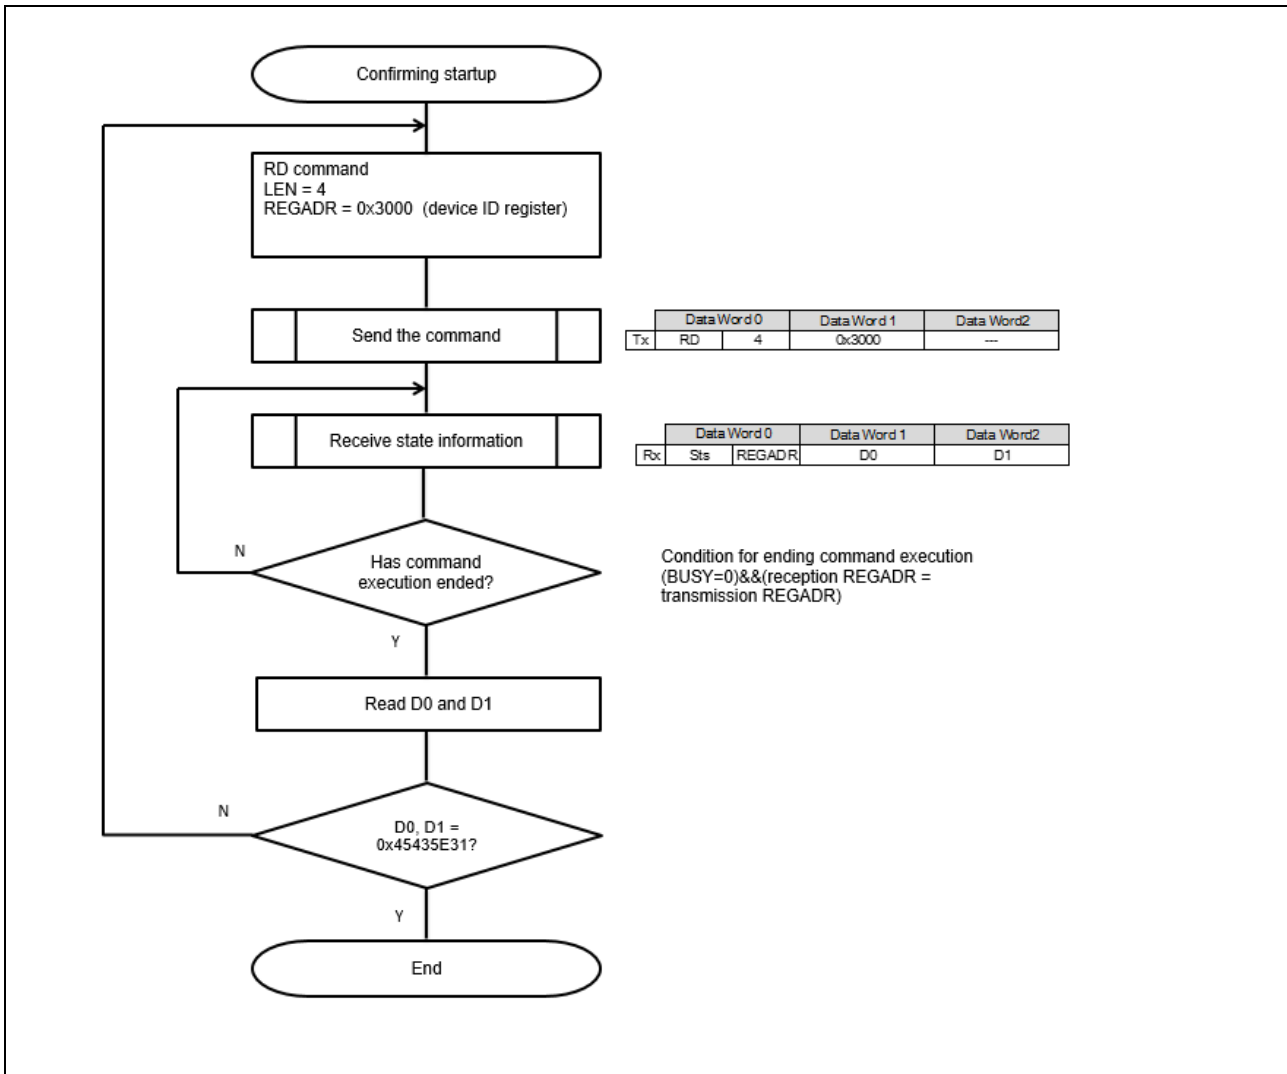 Confirming startup
RD command
LEN = 4
REGADR = 0x3000 (device ID register)
Send the command
Data Word 0 Data Word 1 Data Word2
Tx RD 4 0x3000 ---
Receive state information
Data Word 0 Data Word 1 Data Word2
Rx Sts REGADR D0 D1
N
Has command
execution ended?
Condition for ending command execution
(BUSY=0)&&(reception REGADR =
transmission REGADR)
Y
Read D0 and D1
N
D0, D1 =
0x45435E31?
Y
End